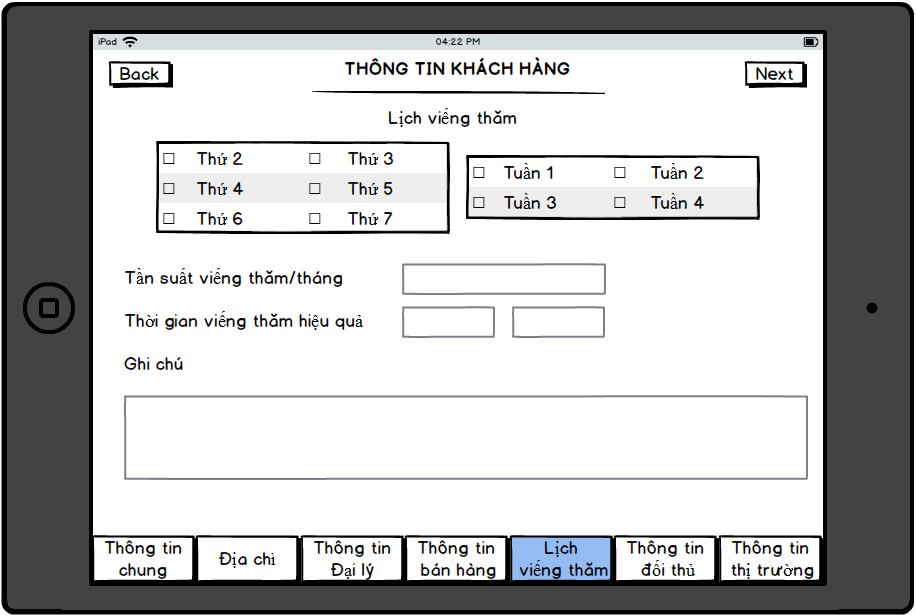 iPad 04:22 PM
Back THÔNG TIN KHÁCH HÀNG Next
Lịch viếng thăm
Thứ 2 Thứ 3
Thứ 4 Thứ 5
Thứ 6 Thứ 7
Tuần 1 Tuần 2
Tuần 3 Tuần 4
Tần suất viếng thăm/tháng
Thời gian viếng thăm hiệu quả
Ghi chú
Thông tin
chung
Địa chỉ
Thông tin
Đại lý
Thông tin
bán hàng
Lịch
viếng thăm
Thông tin
đối thủ
Thông tin
thị trường